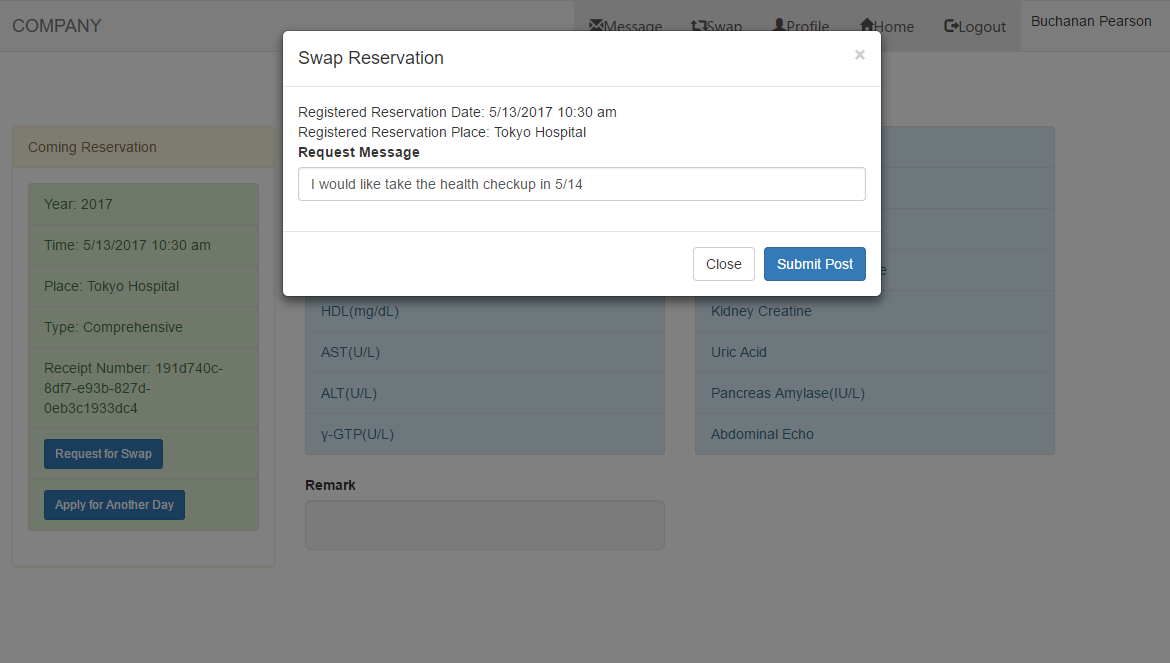 COMPANY
Message
Swap
Profile
Home
Logout
Buchanan Pearson
Swap Reservation
×
Registered Reservation Date: 5/13/2017 10:30 am
Registered Reservation Place: Tokyo Hospital
Request Message
I would like take the health checkup in 5/14
Close
Submit Post
Coming Reservation
Year: 2017
Time: 5/13/2017 10:30 am
Place: Tokyo Hospital
Type: Comprehensive
Receipt Number: 191d740c-
8df7-e93b-827d-
0eb3c1933dc4
Request for Swap
Apply for Another Day
HDL(mg/dL)
AST(U/L)
ALT(U/L)
γ-GTP(U/L)
Remark
Kidney Creatine
Uric Acid
Pancreas Amylase(IU/L)
Abdominal Echo